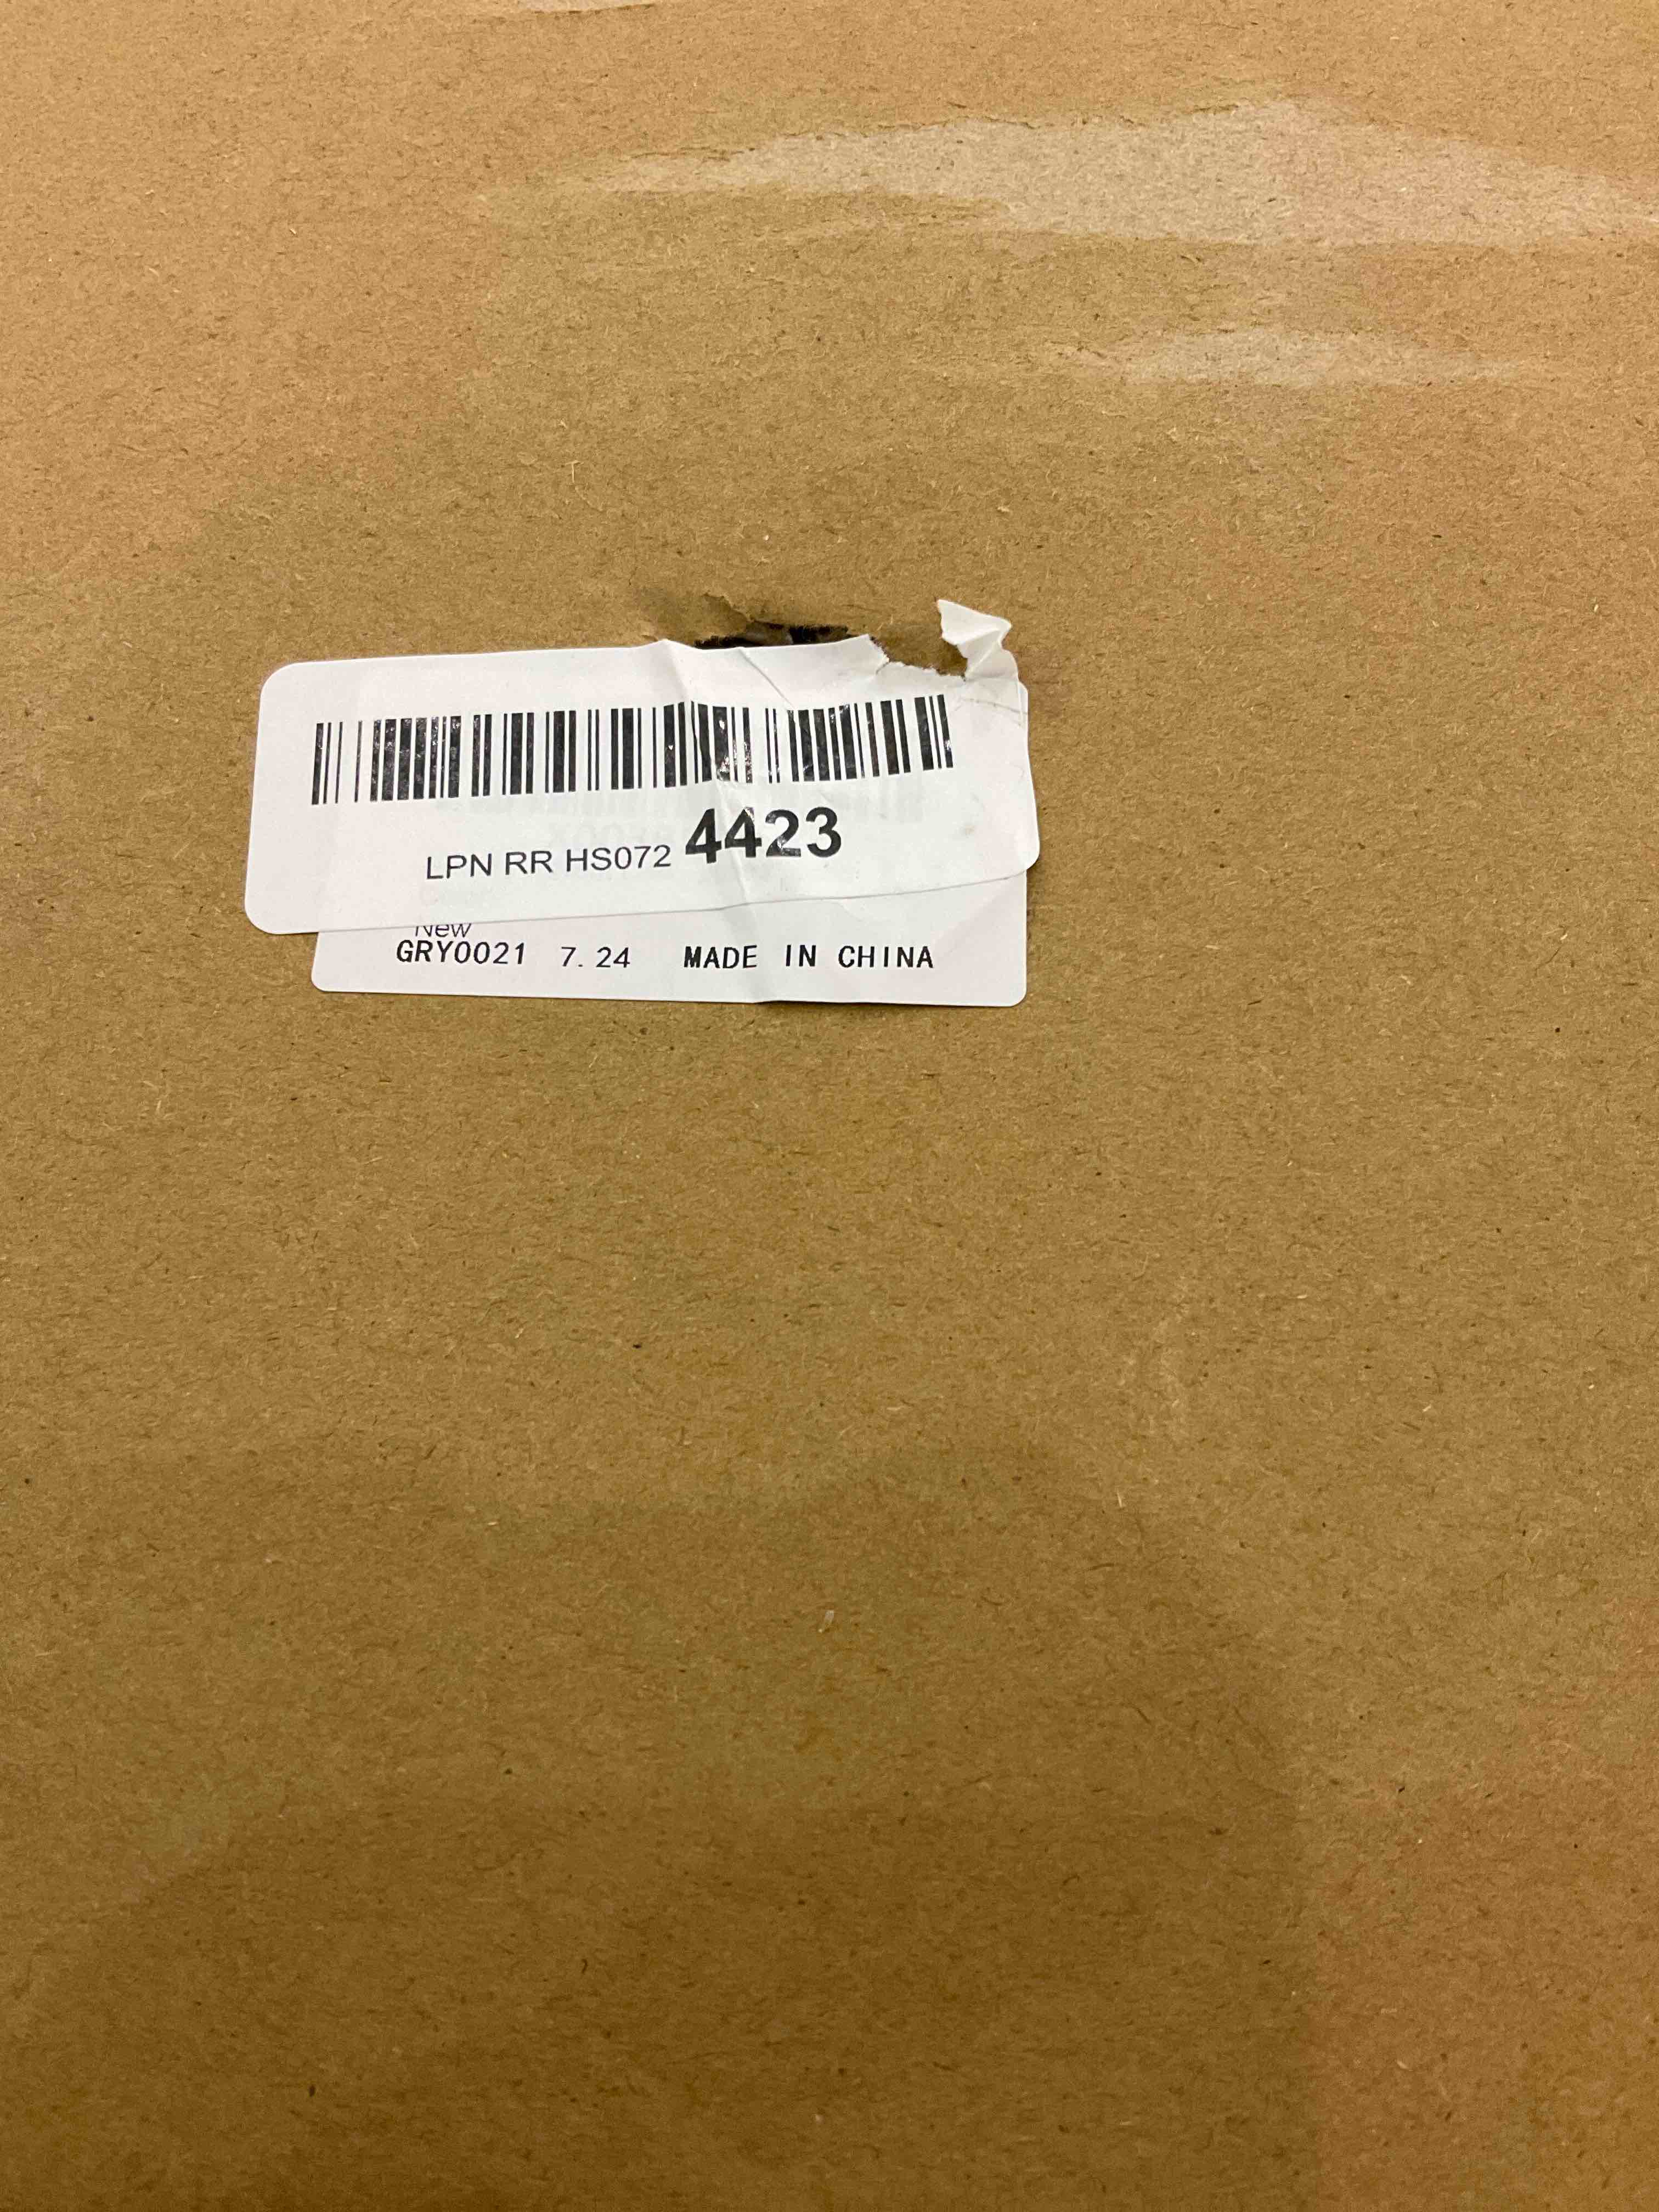 LPN RR HS072 4423
New
GRY0021 7.24 MADE IN CHINA